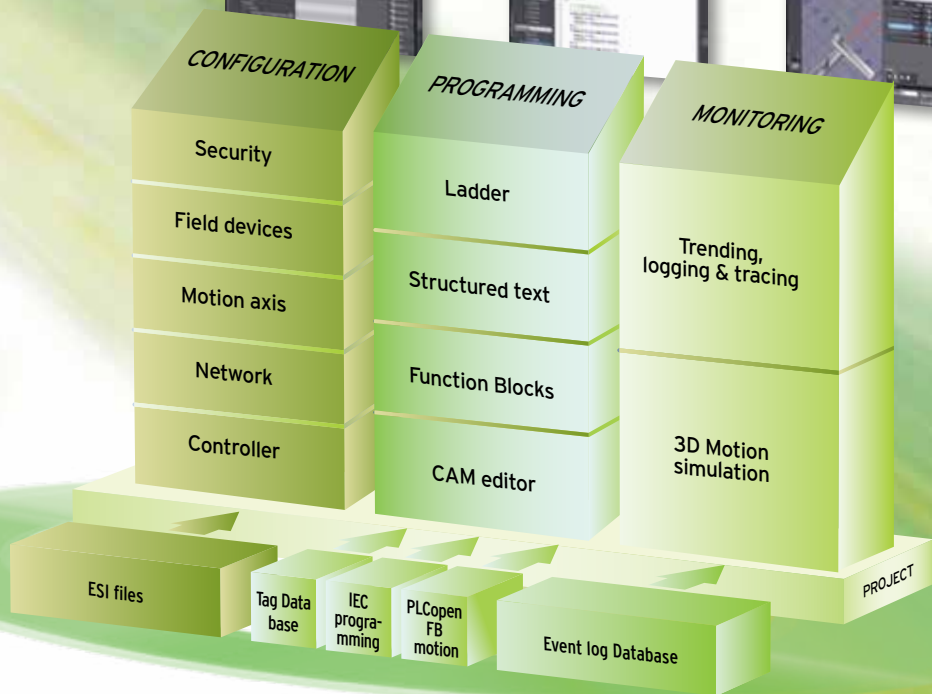 CONFIGURATION
Security
Field devices
Motion axis
Network
Controller
PROGRAMMING
Ladder
Structured text
Function Blocks
CAM editor
MONITORING
Trending,
logging & tracing
3D Motion
simulation
PROJECT
ESI files
Tag Data
base
IEC
progra-
mming
PLCopen
FB
motion
Event log Database